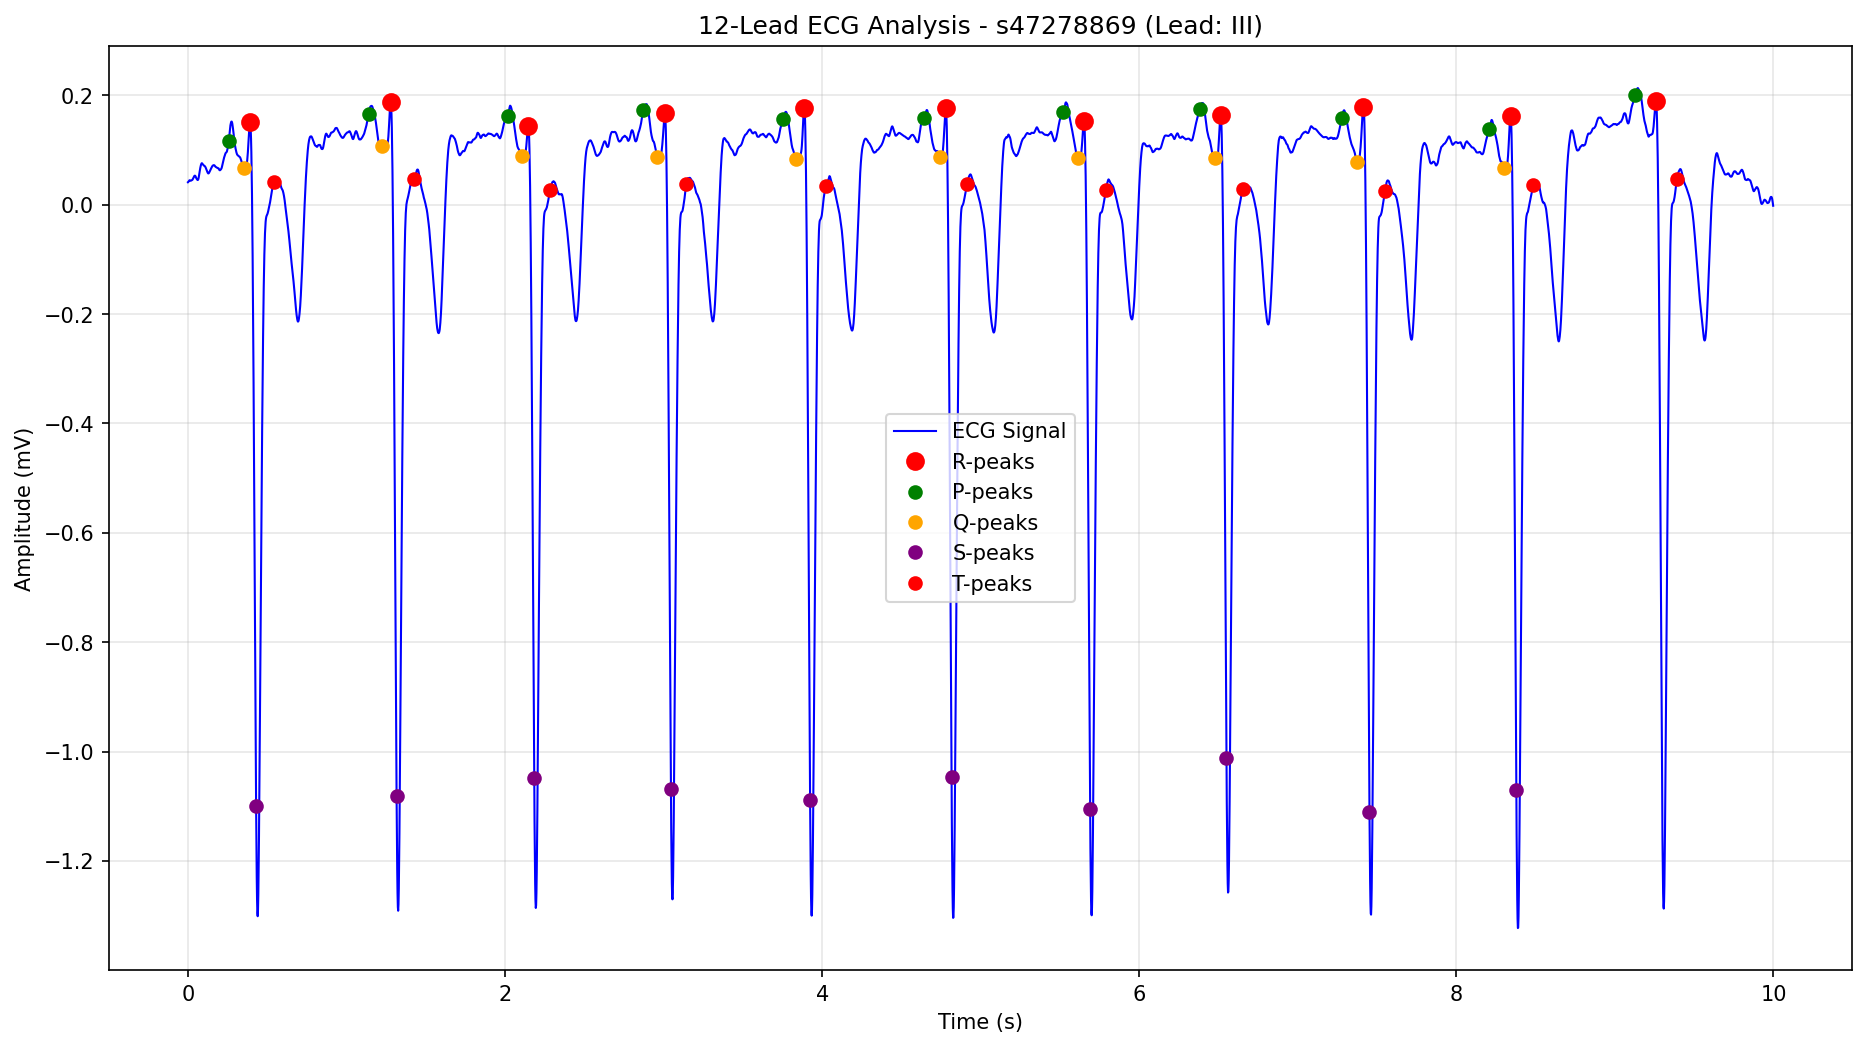 12-Lead ECG Analysis - s47278869 (Lead: III)
0.2
0.0
−0.2
−0.4
−0.6
−0.8
−1.0
−1.2
Amplitude (mV)
ECG Signal
R-peaks
P-peaks
Q-peaks
S-peaks
T-peaks
0 2 4 6 8 10
Time (s)